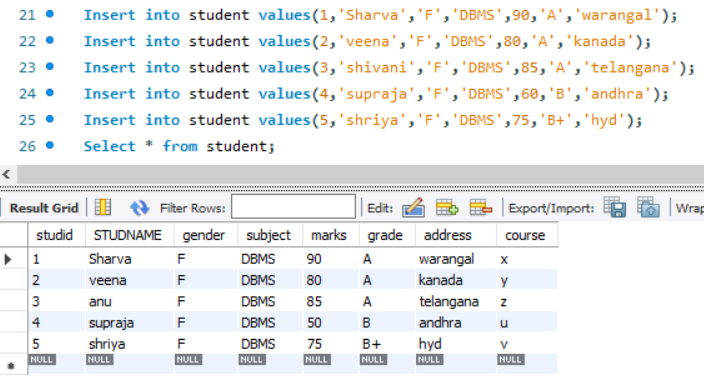 21 Insert into student values(1,'Sharva','F','DBMS',90,'A','warangal');
22 Insert into student values(2,'veena','F','DBMS',80,'A','kanada');
23 Insert into student values(3,'shivani','F','DBMS',85,'A','telangana');
24 Insert into student values(4,'supraja','F','DBMS',60,'B','andhra');
25 Insert into student values(5,'shriya','F','DBMS',75,'B+','hyd');
26 Select * from student;
Result Grid Filter Rows: Edit: Export/Import: Wrap
studid STUDNAME gender subject marks grade address course
1 Sharva F DBMS 90 A warangal x
2 veena F DBMS 80 A kanada y
3 anu F DBMS 85 A telangana z
4 supraja F DBMS 50 B andhra u
5 shriya F DBMS 75 B+ hyd v
NULL NULL NULL NULL NULL NULL NULL NULL